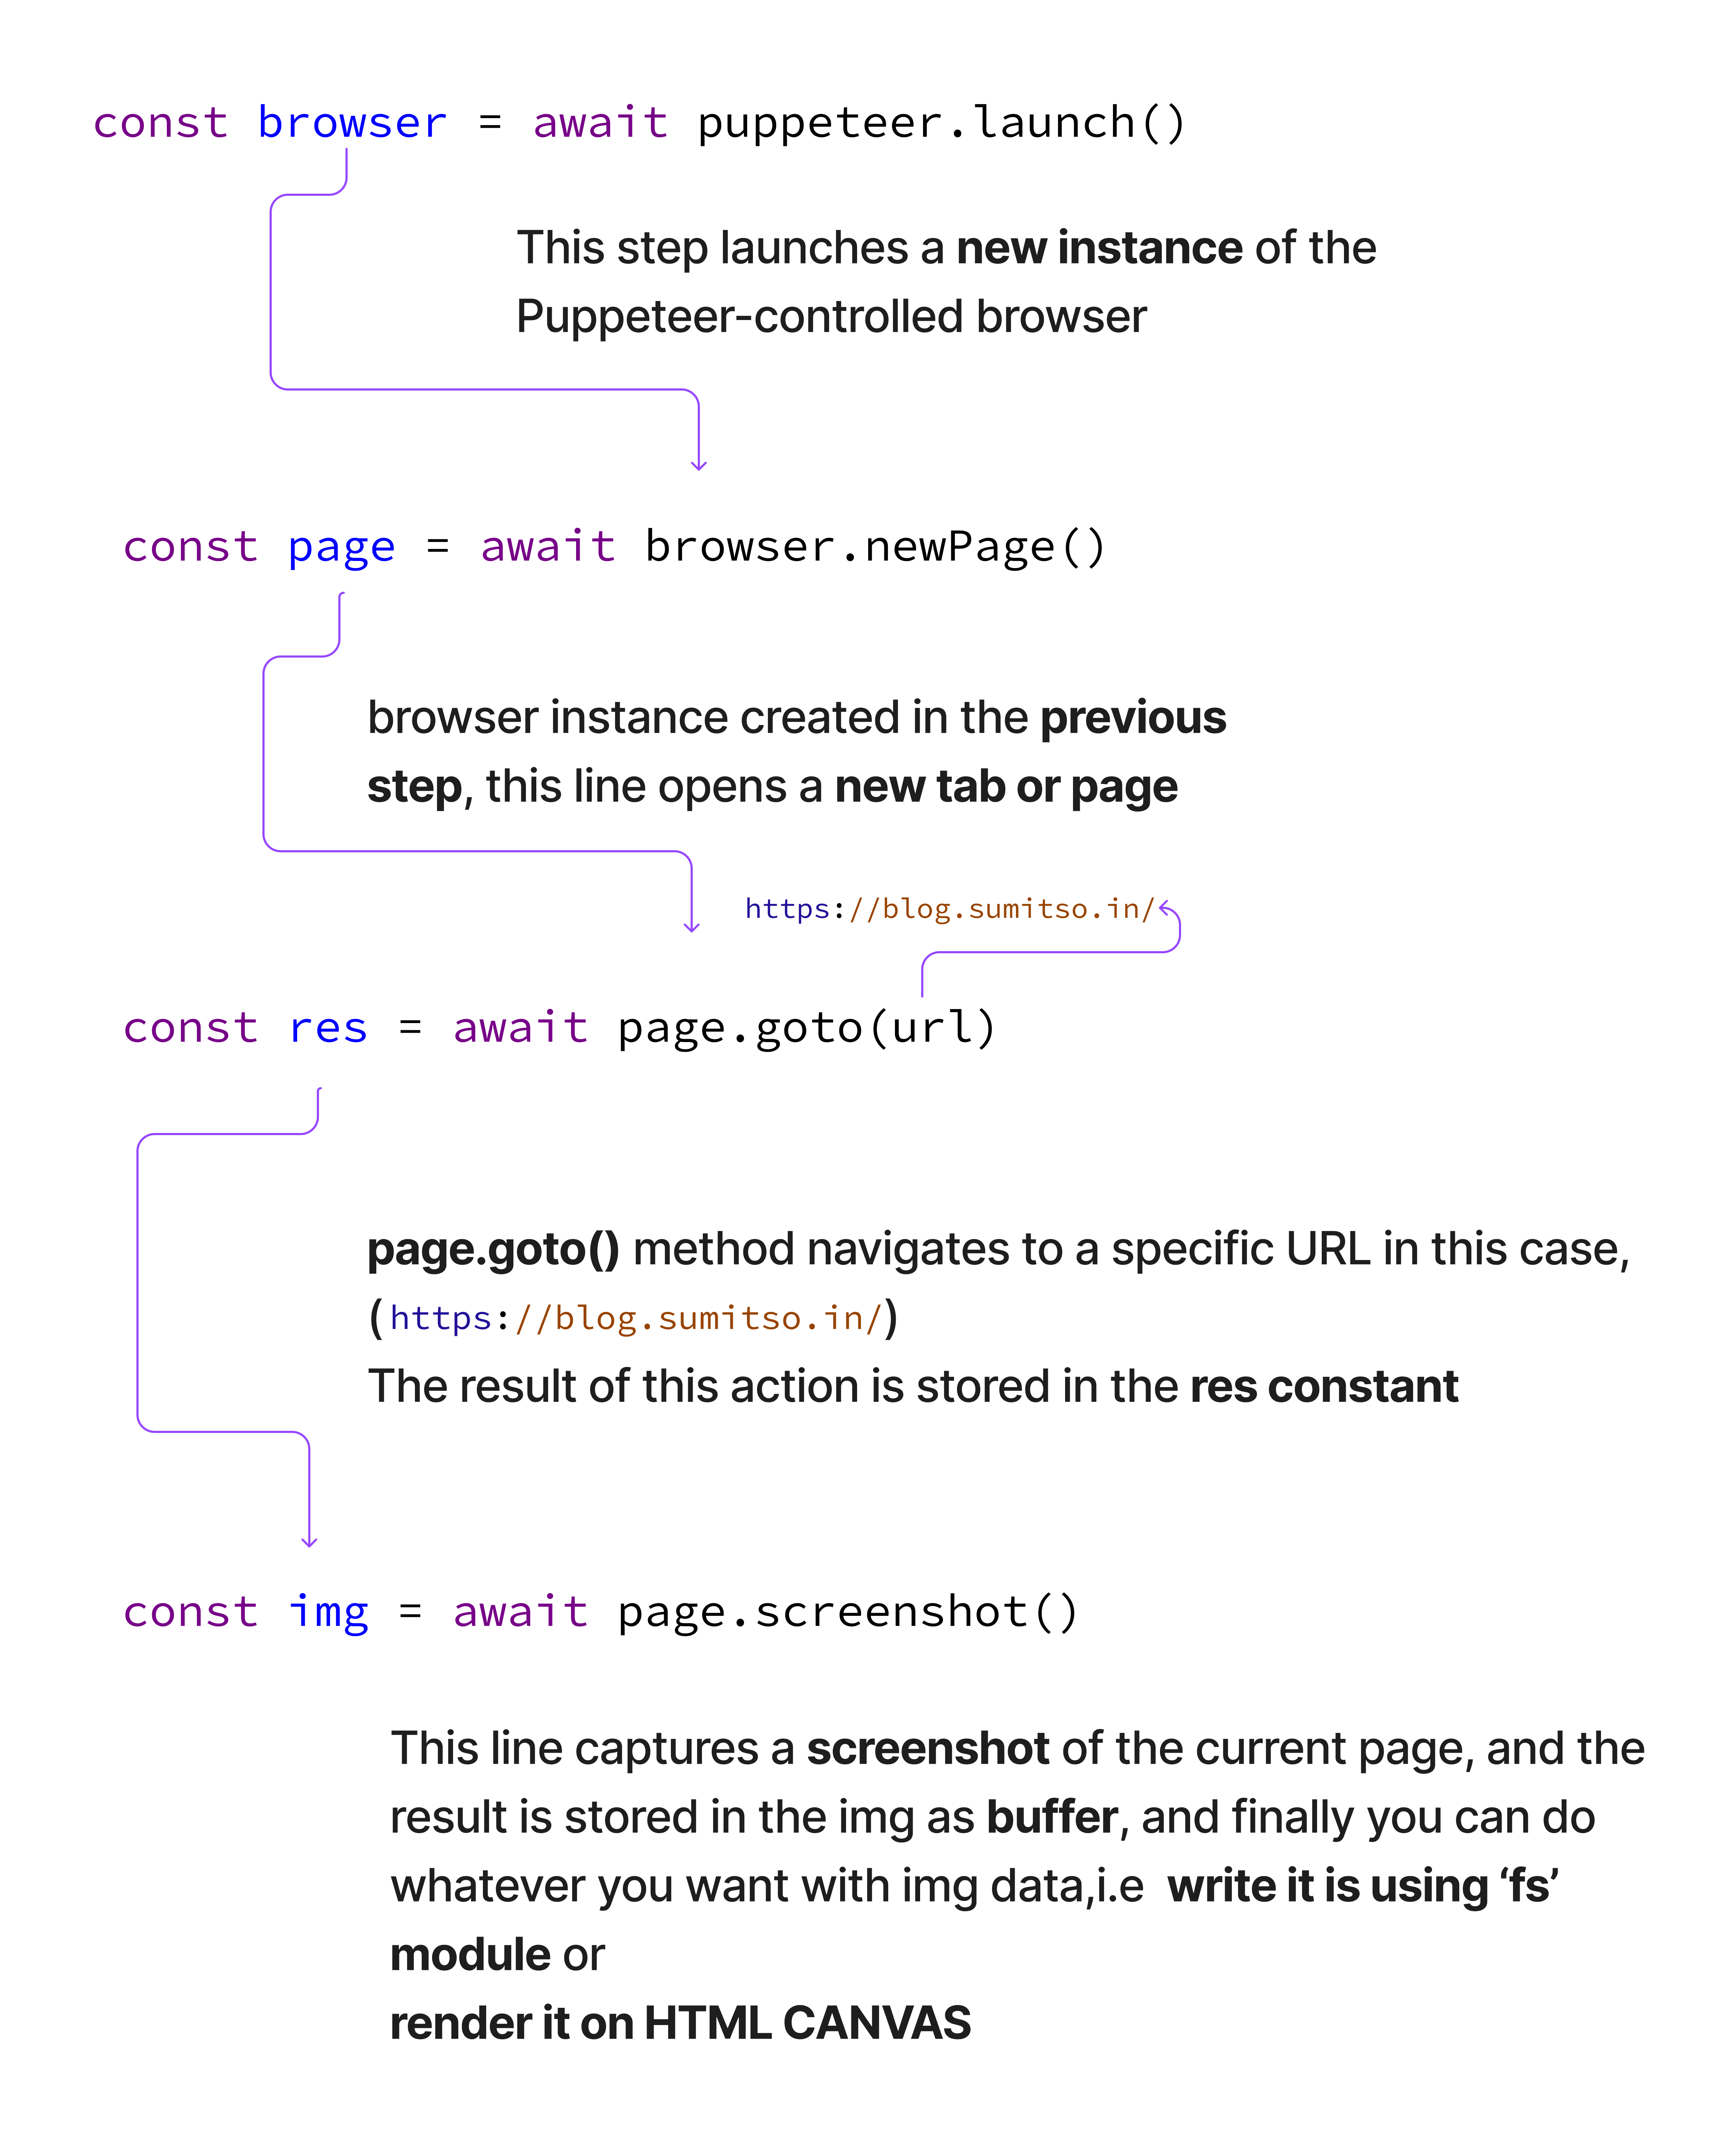 const browser = await puppeteer.launch()
This step launches a new instance of the
Puppeteer-controlled browser
const page = await browser.newPage()
browser instance created in the previous
step, this line opens a new tab or page
https://blog.sumitso.in/
const res = await page.goto(url)
page.goto() method navigates to a specific URL in this case,
(https://blog.sumitso.in/)
The result of this action is stored in the res constant
const img = await page.screenshot()
This line captures a screenshot of the current page, and the
result is stored in the img as buffer, and finally you can do
whatever you want with img data,i.e  write it is using ‘fs’
module or
render it on HTML CANVAS